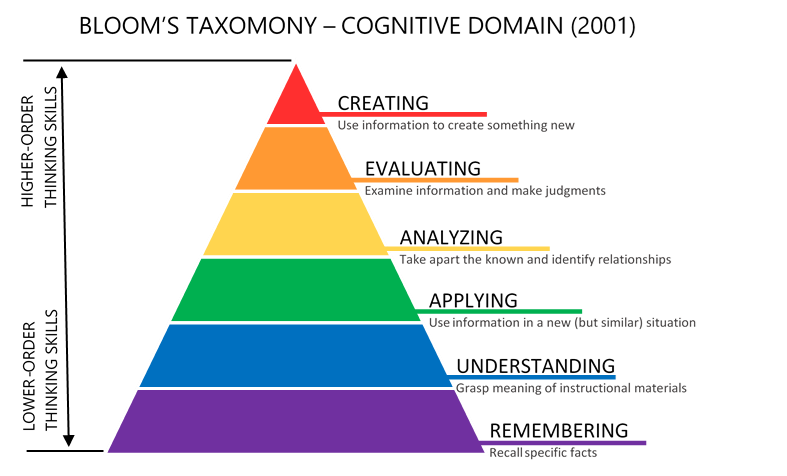 BLOOM'S TAXOMONY – COGNITIVE DOMAIN (2001)
HIGHER-ORDER
THINKING SKILLS
CREATING
Use information to create something new
EVALUATING
Examine information and make judgments
ANALYZING
Take apart the known and identify relationships
APPLYING
Use information in a new (but similar) situation
LOWER-ORDER
THINKING SKILLS
UNDERSTANDING
Grasp meaning of instructional materials
REMEMBERING
Recall specific facts